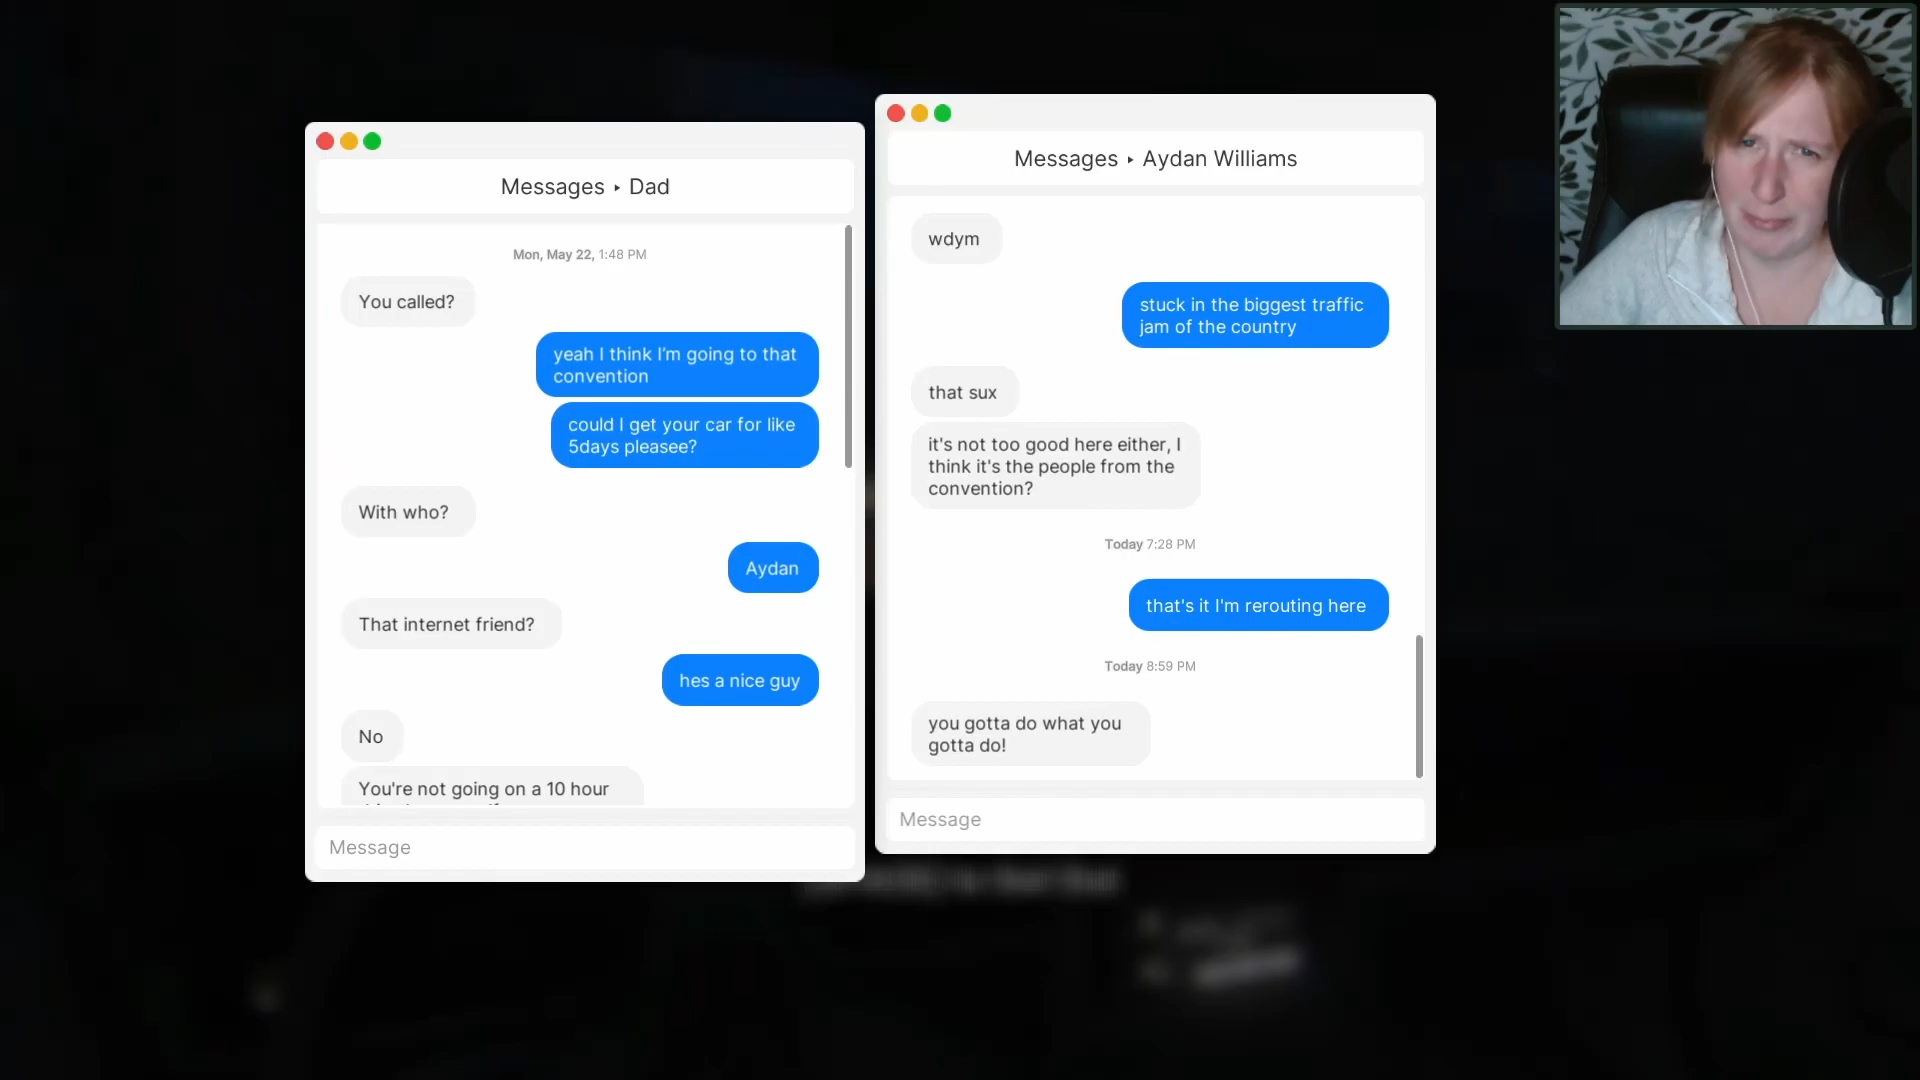 Messages ▸ Dad
Mon, May 22, 1:48 PM
You called?
yeah I think I'm going to that
convention
could I get your car for like
5days pleasee?
With who?
Aydan
That internet friend?
hes a nice guy
No
You're not going on a 10 hour
Message
Messages ▸ Aydan Williams
wdym
stuck in the biggest traffic
jam of the country
that sux
it's not too good here either, I
think it's the people from the
convention?
Today 7:28 PM
that's it I'm rerouting here
Today 8:59 PM
you gotta do what you
gotta do!
Message